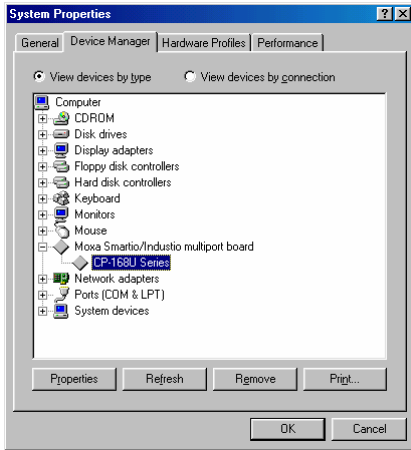 System Properties
General Device Manager Hardware Profiles Performance
View devices by type View devices by connection
Computer
CDROM
Disk drives
Display adapters
Floppy disk controllers
Hard disk controllers
Keyboard
Monitors
Mouse
Moxa Smartio/Industio multiport board
CP-168U Series
Network adapters
Ports (COM & LPT)
System devices
Properties Refresh Remove Print...
OK Cancel